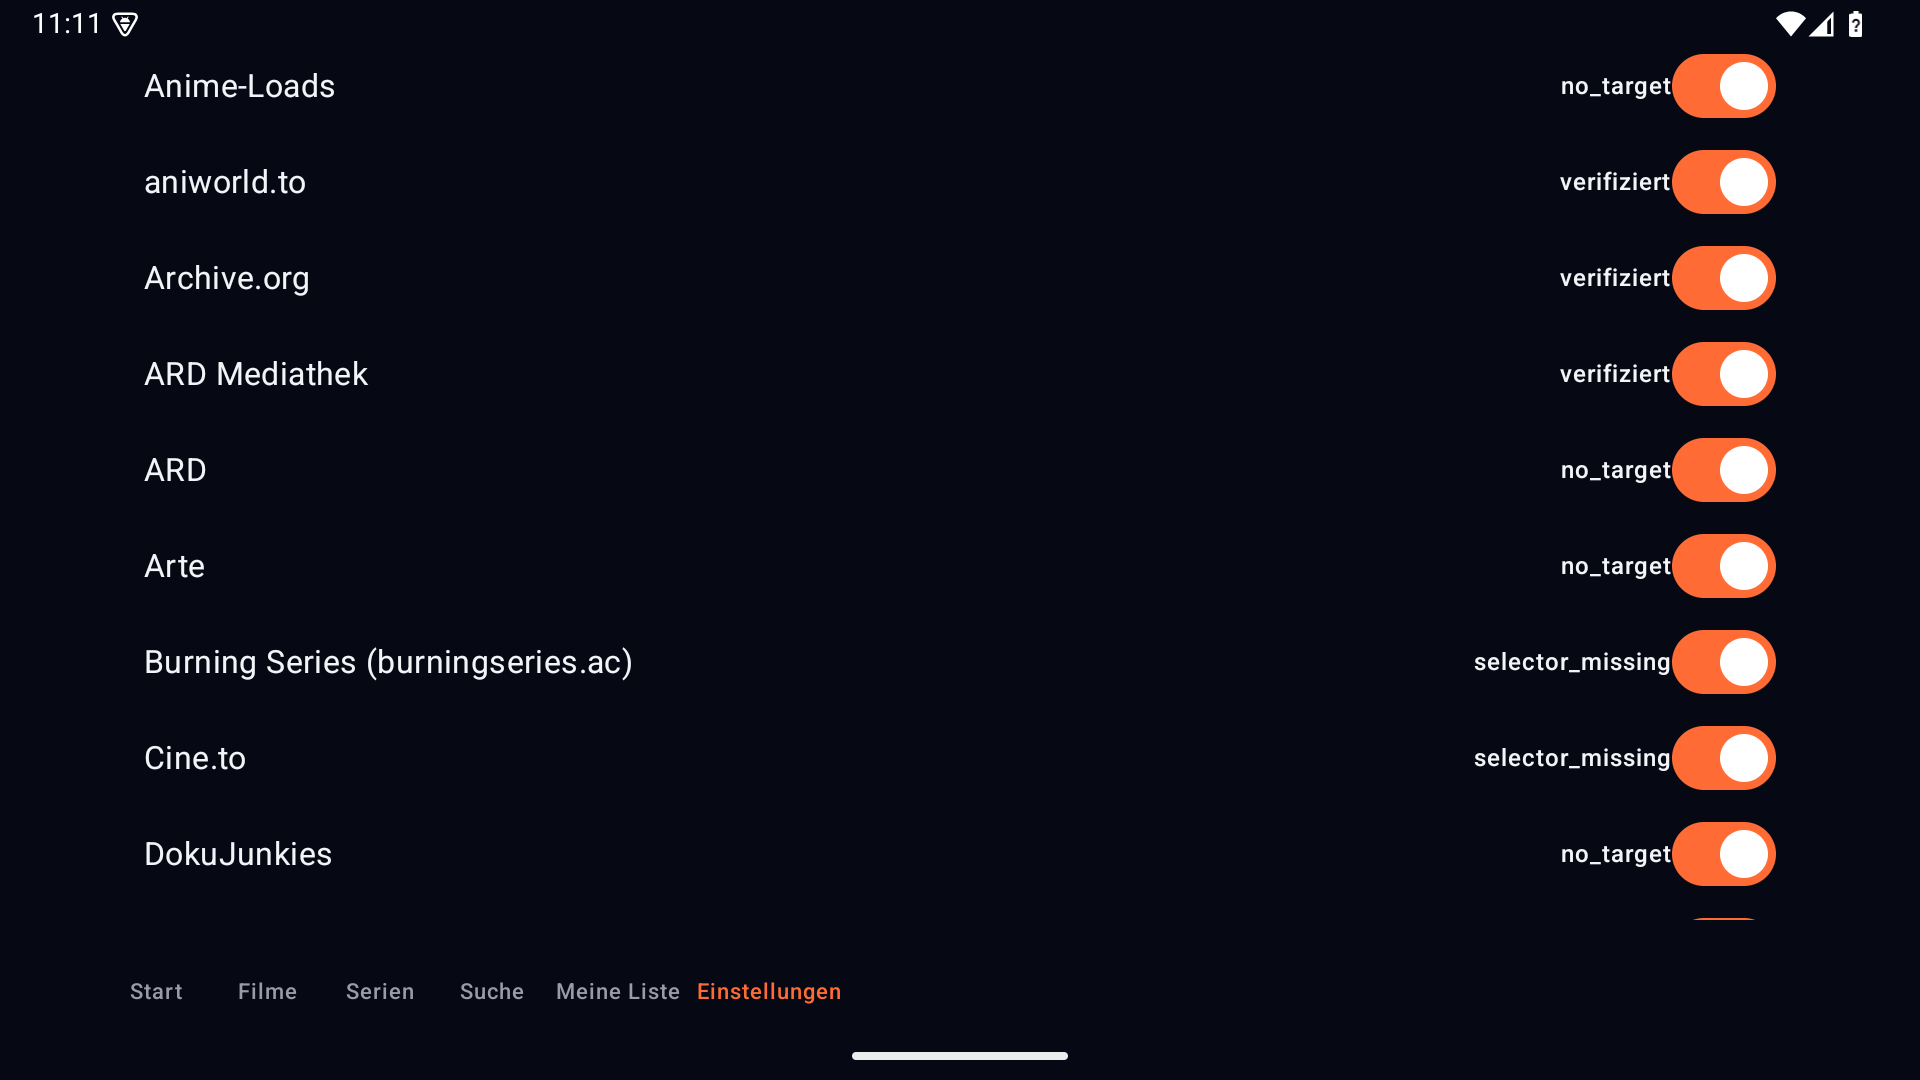 11:11
Anime-Loads no_target
aniworld.to verifiziert
Archive.org verifiziert
ARD Mediathek verifiziert
ARD no_target
Arte no_target
Burning Series (burningseries.ac) selector_missing
Cine.to selector_missing
DokuJunkies no_target
Start Filme Serien Suche Meine Liste Einstellungen